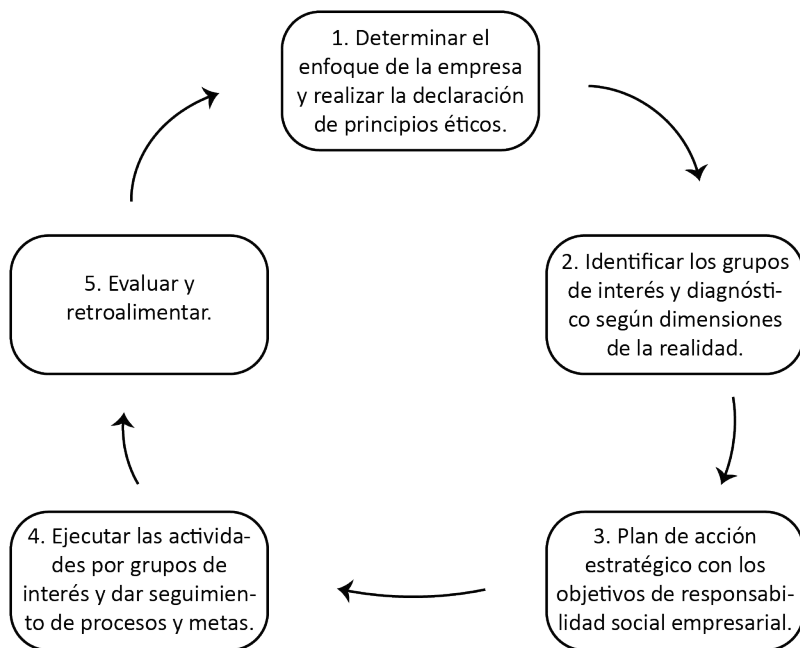 1. Determinar el
enfoque de la empresa
y realizar la declaración
de principios éticos.
2. Identificar los grupos
de interés y diagnósti-
co según dimensiones
de la realidad.
3. Plan de acción
estratégico con los
objetivos de responsabi-
lidad social empresarial.
4. Ejecutar las activida-
des por grupos de
interés y dar seguimien-
to de procesos y metas.
5. Evaluar y
retroalimentar.